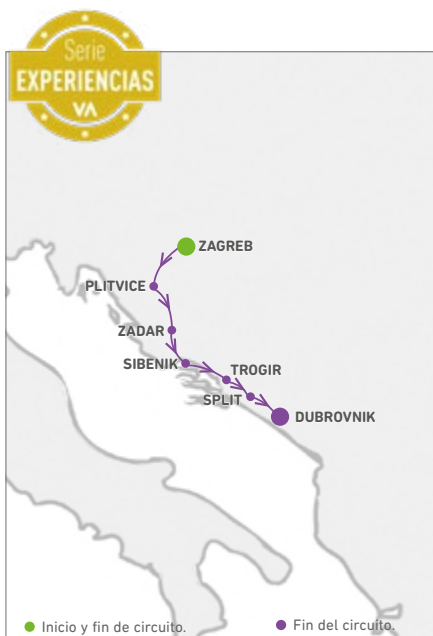 Serie
EXPERIENCIAS
VA
ZAGREB
PLITVICE
ZADAR
SIBENIK
TROGIR
SPLIT
DUBROVNIK
Inicio y fin de circuito.
Fin del circuito.